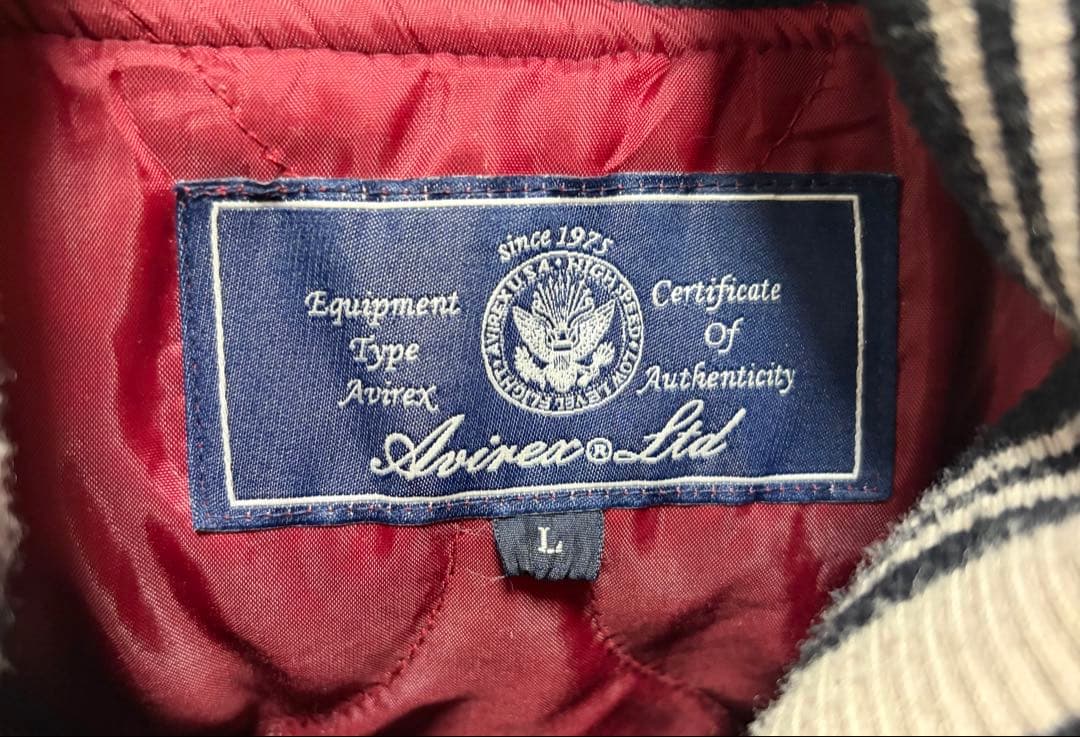 since 1975
AVIREX U.S.A. • HIGH SPEED/LOW LEVEL FLIGHT
Equipment
Type
Avirex
Certificate
Of
Authenticity
Avirex® Ltd
L